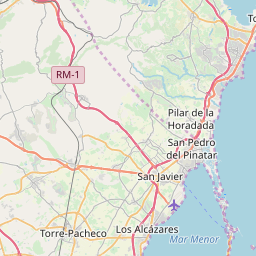 To
RM-1
Pilar de la
Horadada
San Pedro
del Pinatar
San Javier
Los Alcázares
Torre-Pacheco
Mar Menor